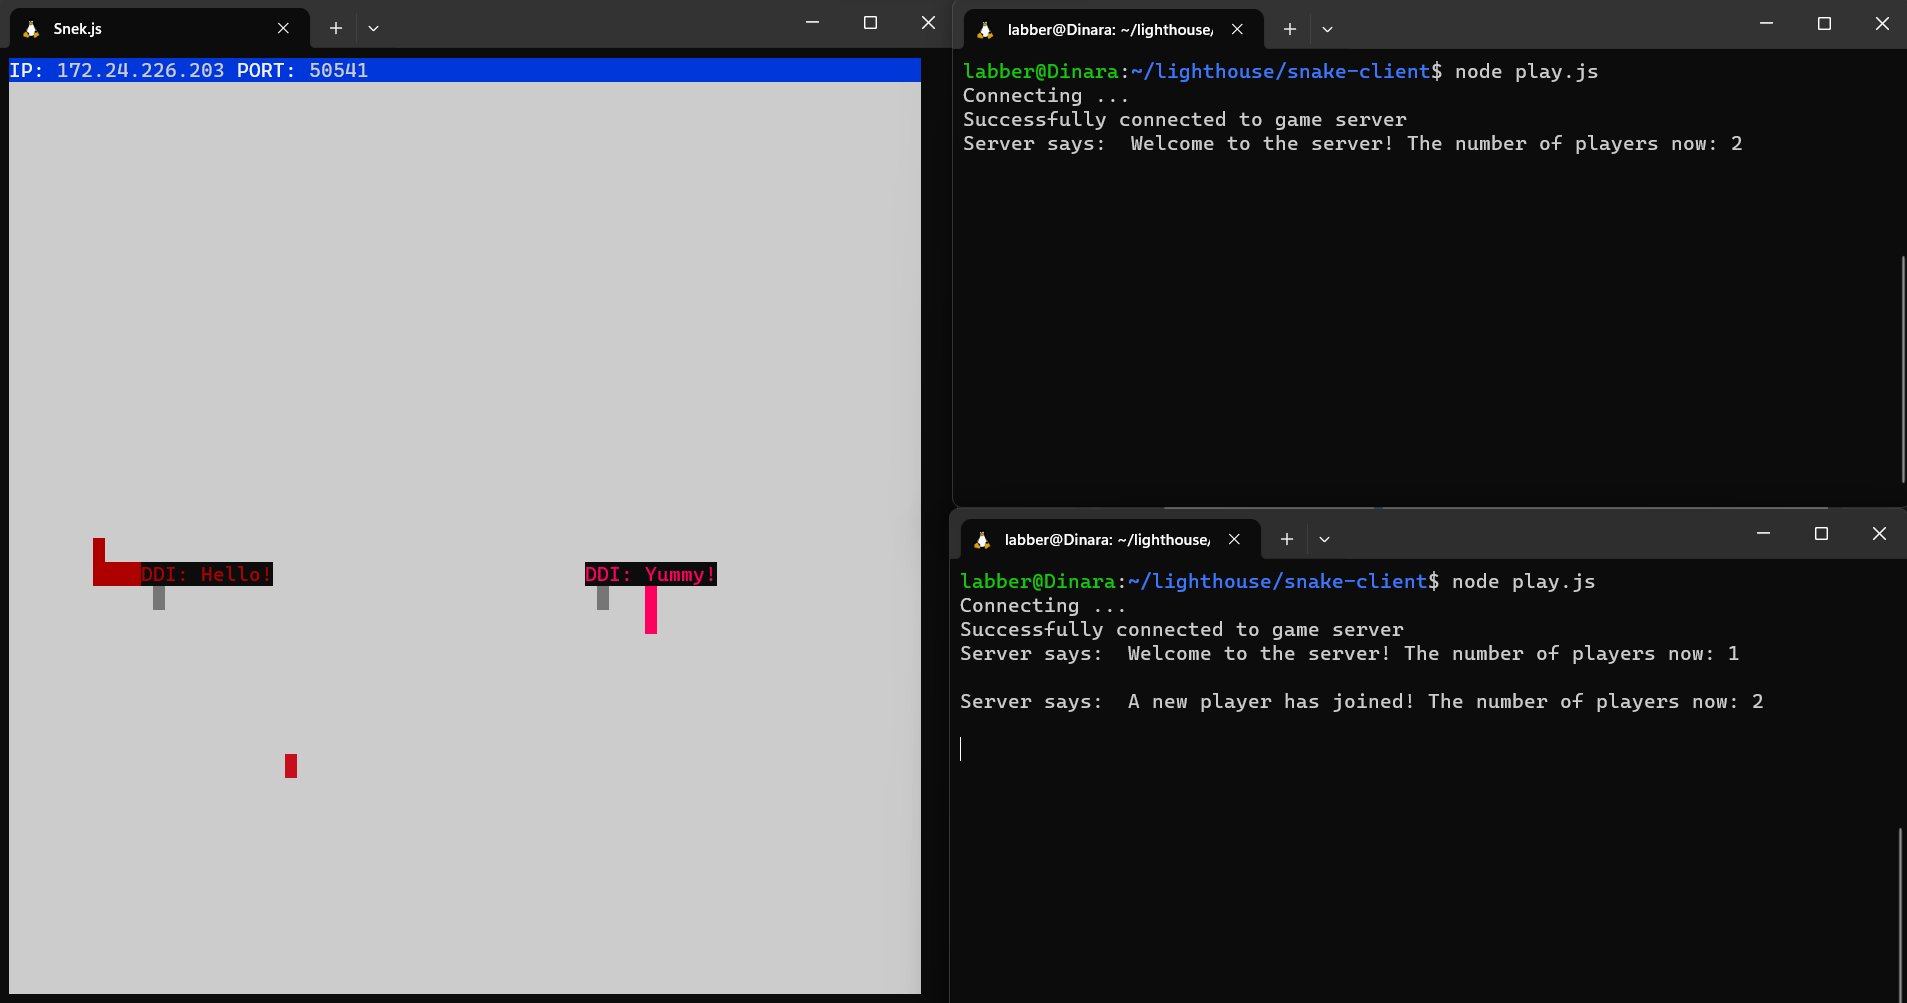 Snek.js
IP: 172.24.226.203 PORT: 50541
DDI: Hello!
DDI: Yummy!
labber@Dinara: ~/lighthouse/
labber@Dinara:~/lighthouse/snake-client$ node play.js
Connecting ...
Successfully connected to game server
Server says:  Welcome to the server! The number of players now: 2
labber@Dinara: ~/lighthouse/
labber@Dinara:~/lighthouse/snake-client$ node play.js
Connecting ...
Successfully connected to game server
Server says:  Welcome to the server! The number of players now: 1
Server says:  A new player has joined! The number of players now: 2